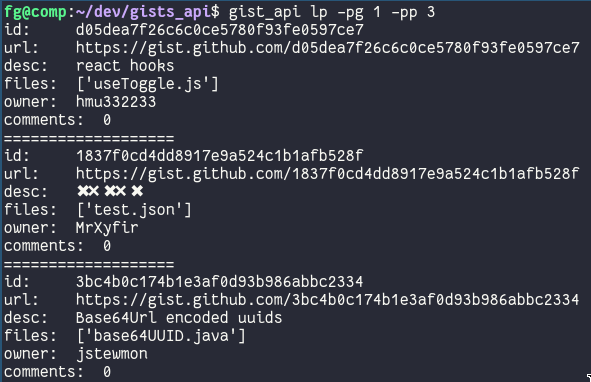 fg@comp:~/dev/gists_api$ gist_api lp -pg 1 -pp 3
id: d05dea7f26c6c0ce5780f93fe0597ce7
url: https://gist.github.com/d05dea7f26c6c0ce5780f93fe0597ce7
desc: react hooks
files: ['useToggle.js']
owner: hmu332233
comments: 0
===================
id: 1837f0cd4dd8917e9a524c1b1afb528f
url: https://gist.github.com/1837f0cd4dd8917e9a524c1b1afb528f
desc: ✖✖ ✖✖ ✖
files: ['test.json']
owner: MrXyfir
comments: 0
===================
id: 3bc4b0c174b1e3af0d93b986abbc2334
url: https://gist.github.com/3bc4b0c174b1e3af0d93b986abbc2334
desc: Base64Url encoded uuids
files: ['base64UUID.java']
owner: jstewmon
comments: 0